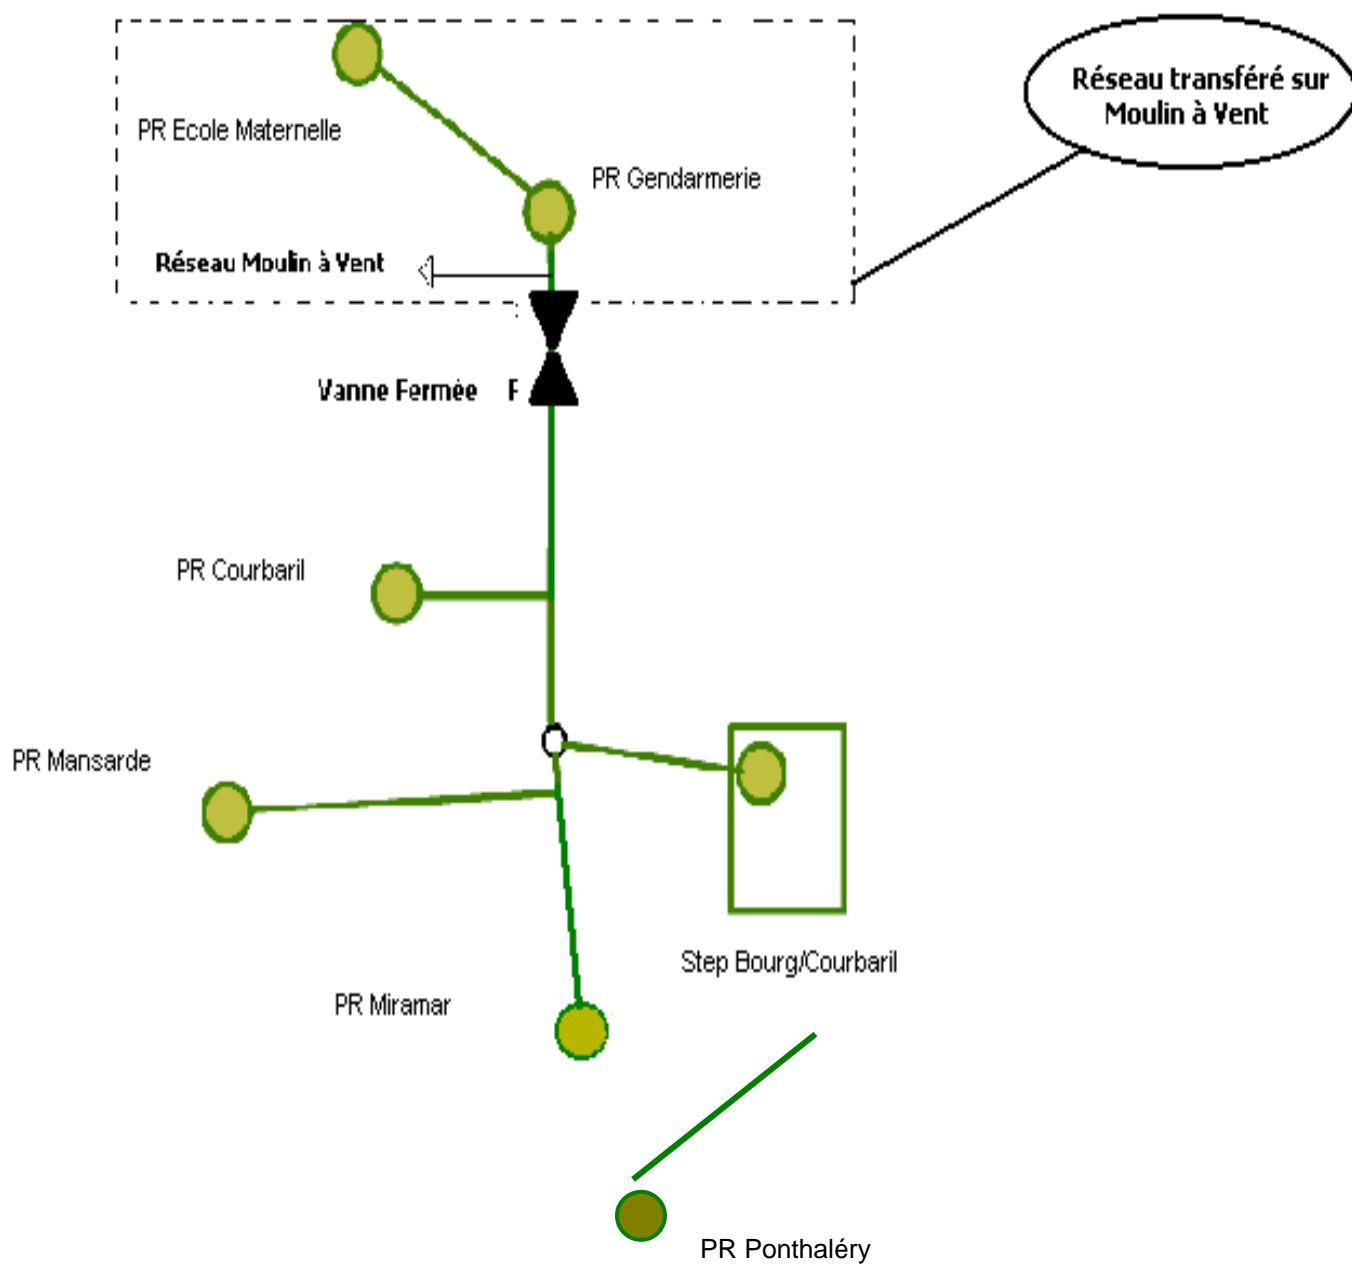 Réseau transféré sur
Moulin à Vent
PR Ecole Maternelle
PR Gendarmerie
Réseau Moulin à Vent
Vanne Fermée F
PR Courbaril
PR Mansarde
Step Bourg/Courbaril
PR Miramar
PR Ponthaléry